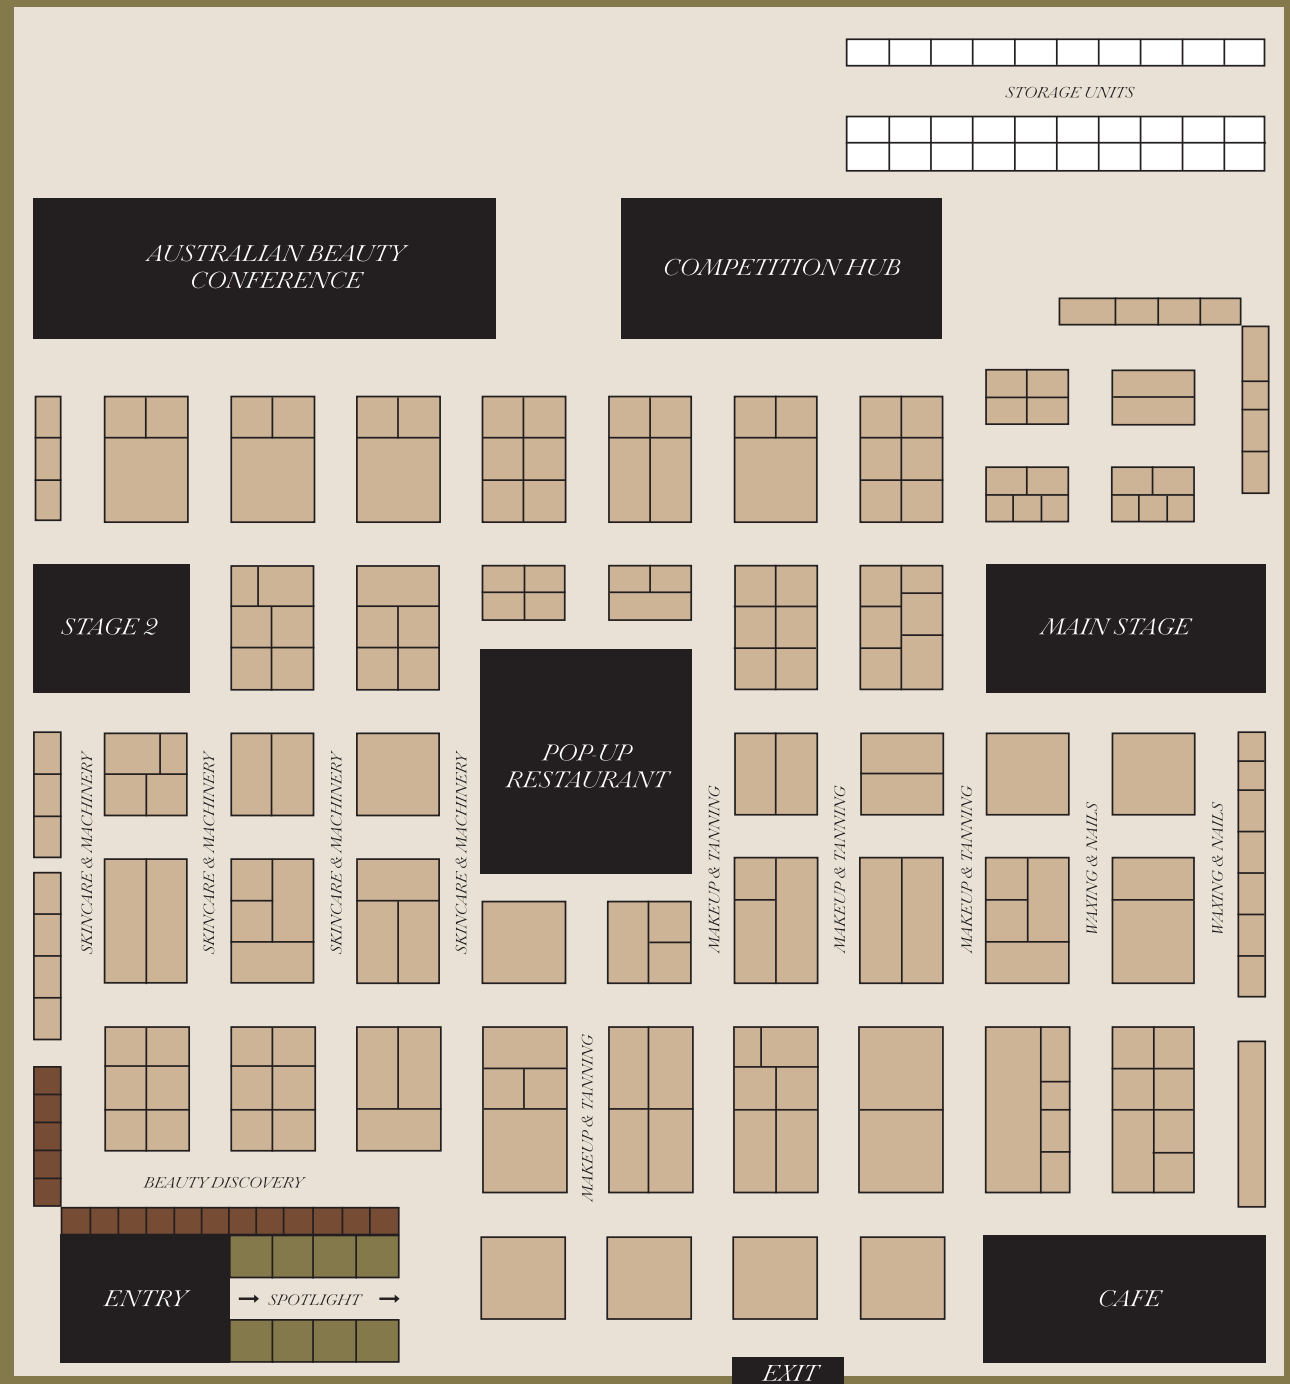 STORAGE UNITS
AUSTRALIAN BEAUTY
CONFERENCE
COMPETITION HUB
STAGE 2
MAIN STAGE
POP-UP
RESTAURANT
SKINCARE & MACHINERY
SKINCARE & MACHINERY
SKINCARE & MACHINERY
SKINCARE & MACHINERY
MAKEUP & TANNING
MAKEUP & TANNING
MAKEUP & TANNING
WAXING & NAILS
WAXING & NAILS
MAKEUP & TANNING
BEAUTY DISCOVERY
ENTRY
SPOTLIGHT
CAFE
EXIT